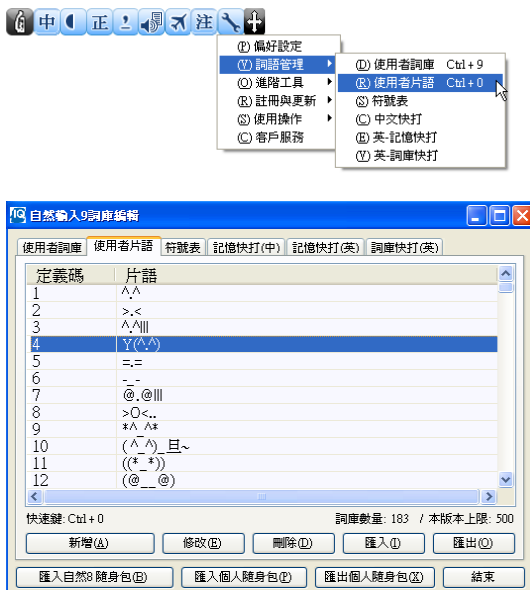 中 正 注
(P) 偏好設定
(Y) 詞語管理
(O) 進階工具
(R) 註冊與更新
(S) 使用操作
(C) 客戶服務
(D) 使用者詞庫 Ctrl + 9
(R) 使用者片語 Ctrl + 0
(S) 符號表
(C) 中文快打
(E) 英-記憶快打
(Y) 英-詞庫快打
自然輸入9詞庫編輯
使用者詞庫 使用者片語 符號表 記憶快打(中) 記憶快打(英) 詞庫快打(英)
定義碼 片語
1 ^.^
2 >.<
3 ^.^|||
4 Y(^.^)
5 =.=
6 -_-
7 @.@|||
8 >O<..
9 *^_^*
10 (^_^)_旦~
11 ((*_*))
12 (@__@)
快速鍵: Ctrl + 0 詞庫數量: 183 / 本版本上限: 500
新增(A) 修改(E) 刪除(D) 匯入(I) 匯出(O)
匯入自然8 隨身包(B) 匯入個人隨身包(P) 匯出個人隨身包(X) 結束